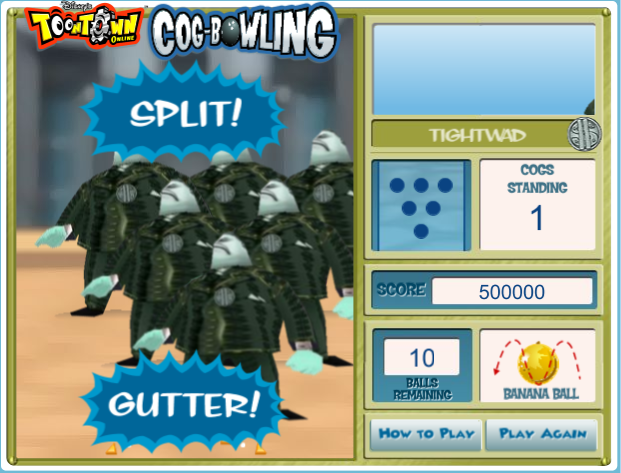 Disney's
TOONTOWN
ONLINE
COG-BOWLING
SPLIT!
GUTTER!
TIGHTWAD
COGS
STANDING
1
SCORE
500000
10
BALLS
REMAINING
BANANA BALL
HOW TO PLAY
PLAY AGAIN